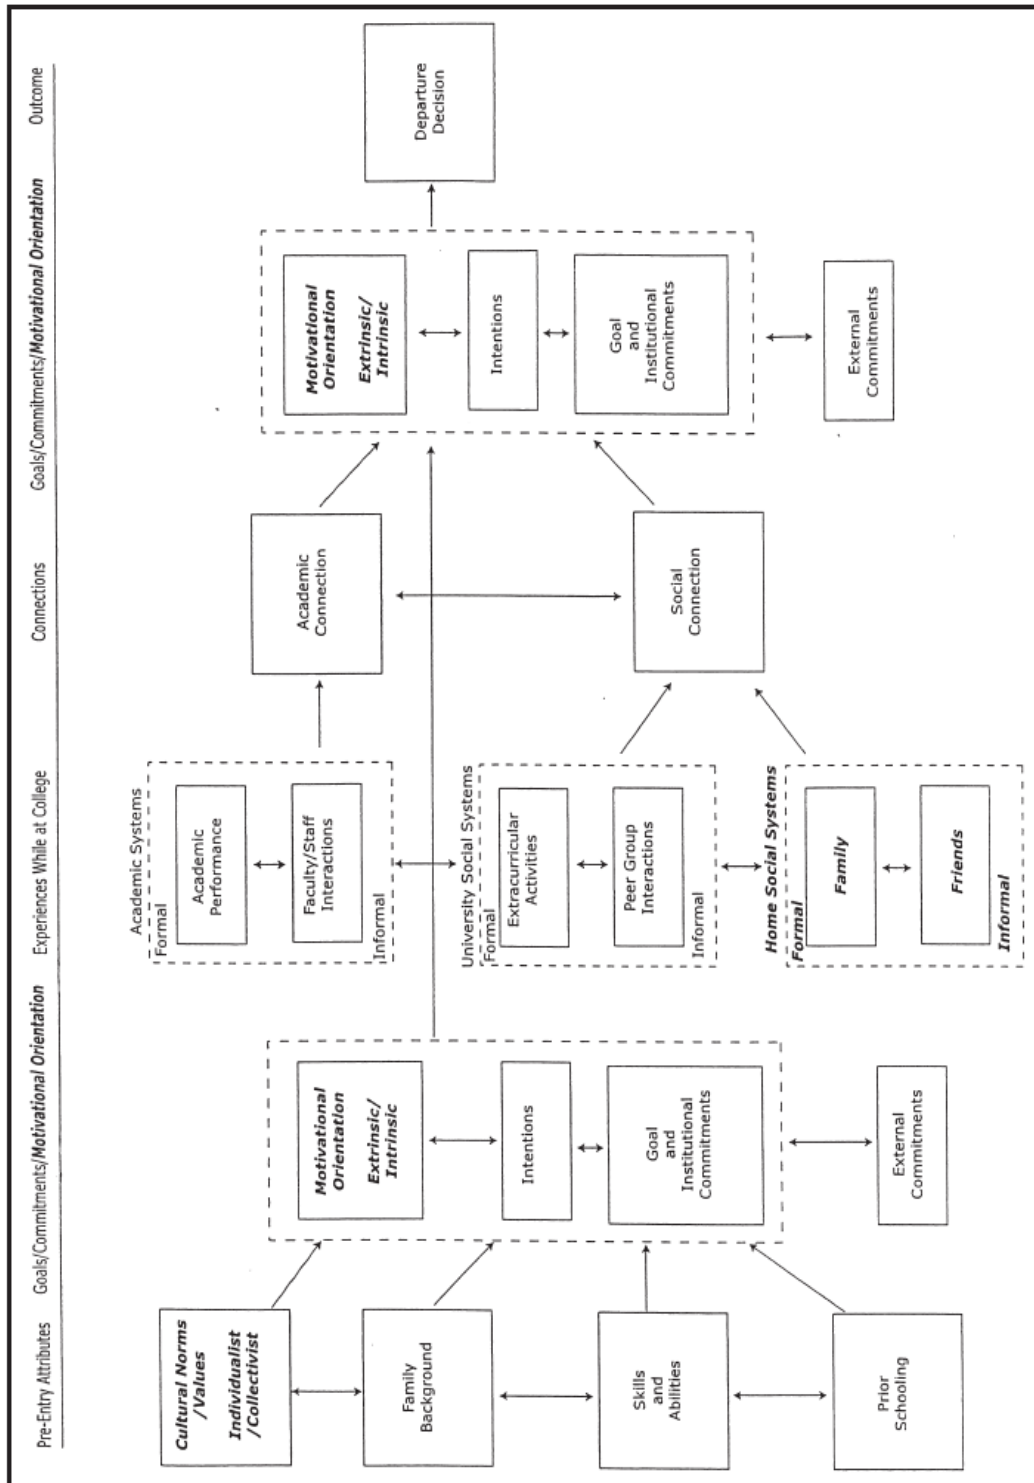 Pre-Entry Attributes
Goals/Commitments/Motivational Orientation
Experiences While at College
Connections
Goals/Commitments/Motivational Orientation
Outcome
Cultural Norms
/Values
Individualist
/Collectivist
Family
Background
Skills
and
Abilities
Prior
Schooling
Motivational
Orientation
Extrinsic/
Intrinsic
Intentions
Goal
and
Institutional
Commitments
External
Commitments
Academic Systems
Formal
Academic
Performance
Faculty/Staff
Interactions
Informal
University Social Systems
Formal
Extracurricular
Activities
Peer Group
Interactions
Informal
Home Social Systems
Formal
Family
Friends
Informal
Academic
Connection
Social
Connection
Motivational
Orientation
Extrinsic/
Intrinsic
Intentions
Goal
and
Institutional
Commitments
External
Commitments
Departure
Decision